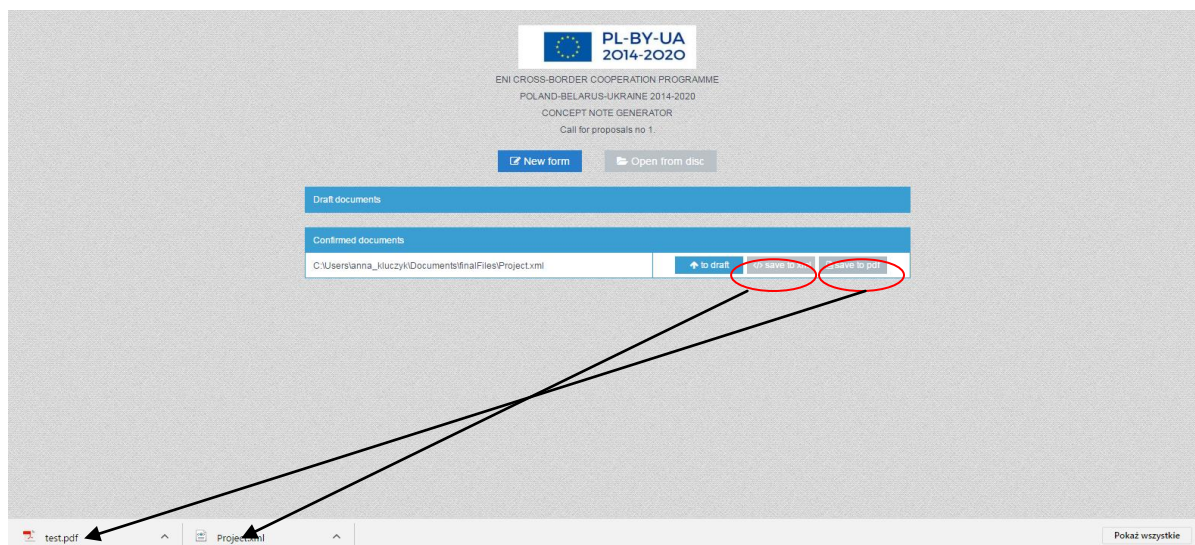 PL-BY-UA
2014-2020
ENI CROSS-BORDER COOPERATION PROGRAMME
POLAND-BELARUS-UKRAINE 2014-2020
CONCEPT NOTE GENERATOR
Call for proposals no 1.
New form
Open from disc
Draft documents
Confirmed documents
C:\Users\anna_kluczyk\Documents\finalFiles\Project.xml
to draft
save to
save to pdf
test.pdf
Project.xml
Pokaż wszystkie